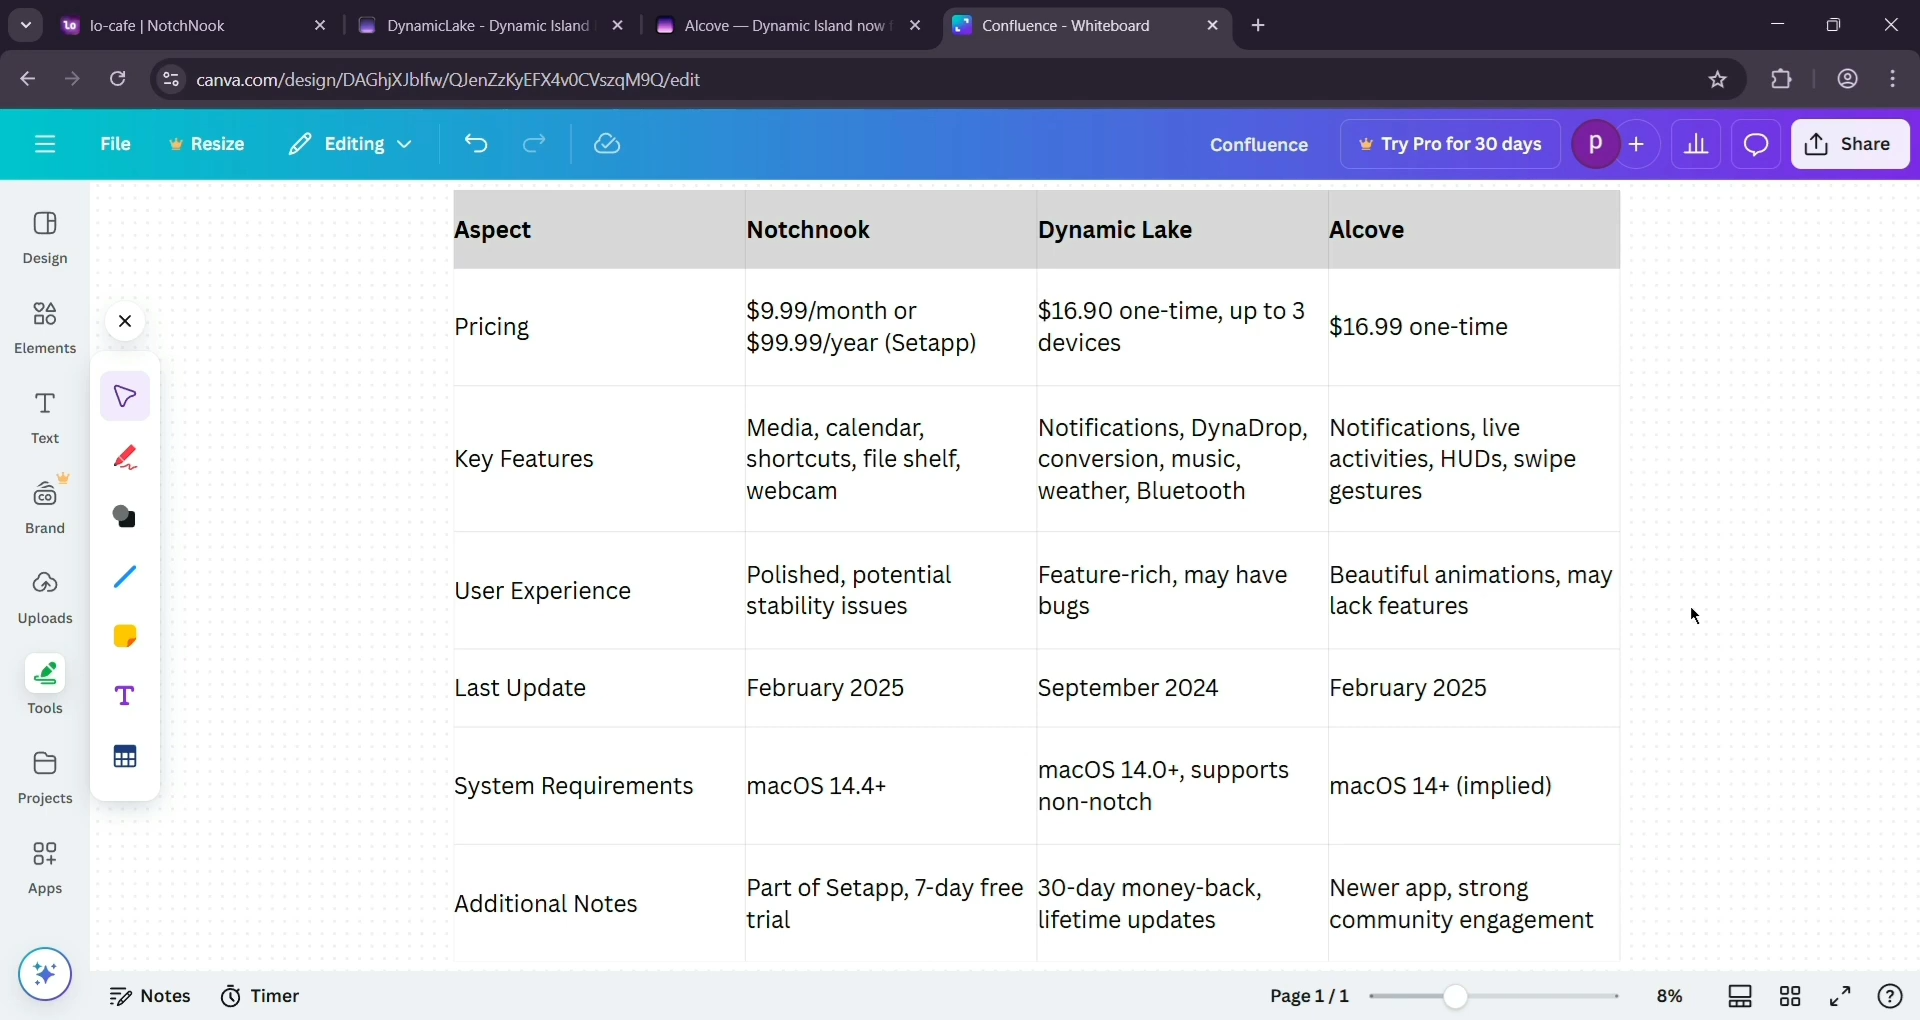 lo-cafe | NotchNook
DynamicLake - Dynamic Island
Alcove — Dynamic Island now
Confluence - Whiteboard
canva.com/design/DAGhjXJbIfw/QJenZzKyEFX4v0CVszqM9Q/edit
File
Resize
Editing
Confluence
Try Pro for 30 days
P
Share
Design
Elements
Text
Brand
Uploads
Tools
Projects
Apps
Aspect
Notchnook
Dynamic Lake
Alcove
Pricing
$9.99/month or
$99.99/year (Setapp)
$16.90 one-time, up to 3
devices
$16.99 one-time
Key Features
Media, calendar,
shortcuts, file shelf,
webcam
Notifications, DynaDrop,
conversion, music,
weather, Bluetooth
Notifications, live
activities, HUDs, swipe
gestures
User Experience
Polished, potential
stability issues
Feature-rich, may have
bugs
Beautiful animations, may
lack features
Last Update
February 2025
September 2024
February 2025
System Requirements
macOS 14.4+
macOS 14.0+, supports
non-notch
macOS 14+ (implied)
Additional Notes
Part of Setapp, 7-day free
trial
30-day money-back,
lifetime updates
Newer app, strong
community engagement
Notes
Timer
Page 1 / 1
8%